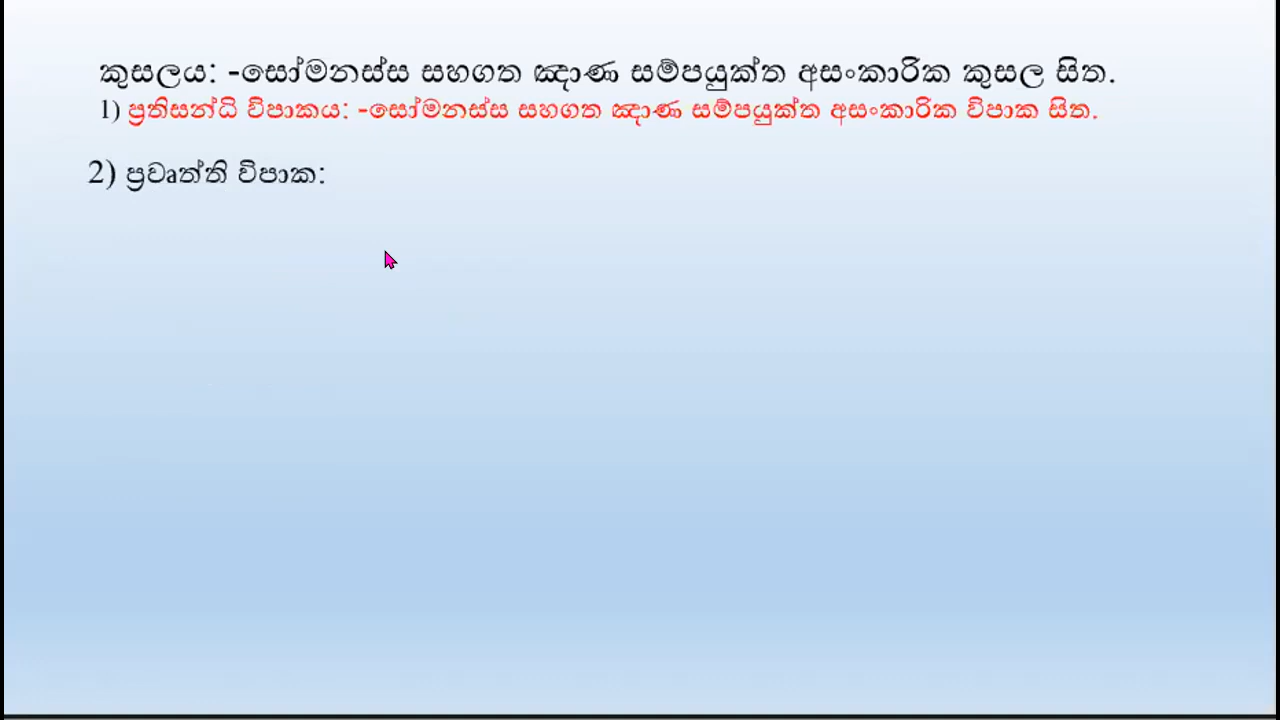 කුසලය: -සෝමනස්ස සහගත ඤාණ සම්පයුක්ත අසංකාරික කුසල සිත.
1) ප්‍රතිසන්ධි විපාකය: -සෝමනස්ස සහගත ඤාණ සම්පයුක්ත අසංකාරික විපාක සිත.
2) ප්‍රවෘත්ති විපාක: